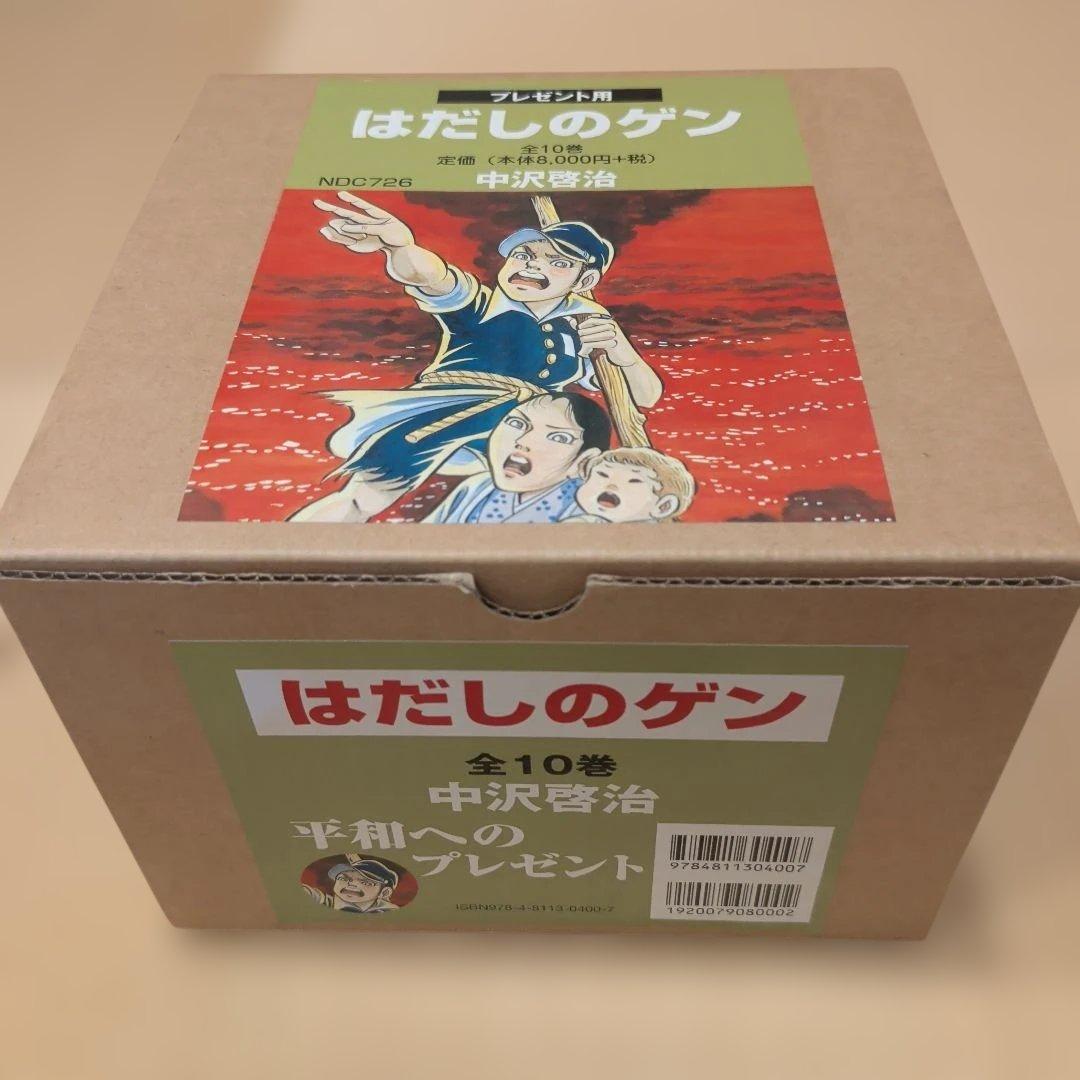 プレゼント用
はだしのゲン
全10巻
定価（本体8,000円+税）
NDC726
中沢啓治
はだしのゲン
全10巻
中沢啓治
平和への
プレゼント
ISBN978-4-8113-0400-7
9784811304007
1920079080002